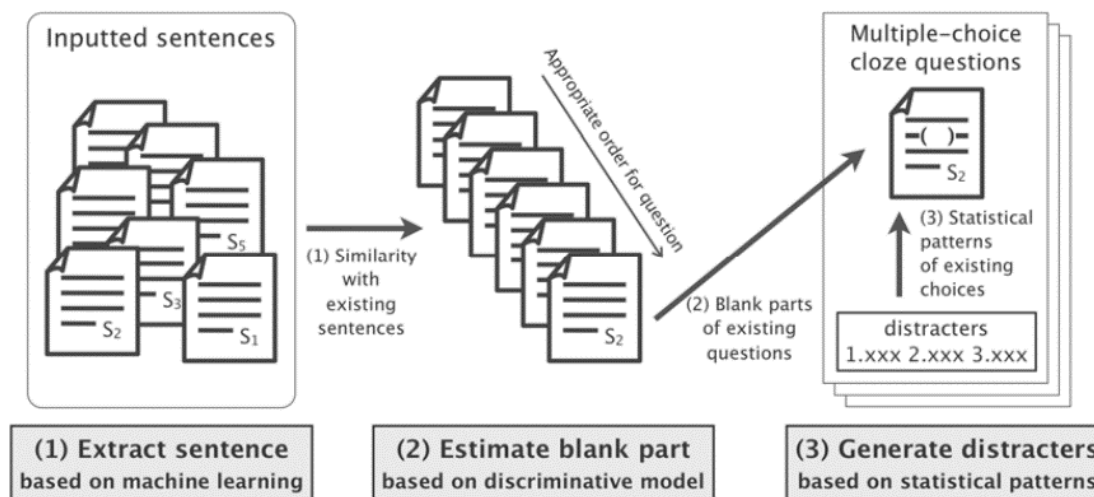 Inputted sentences
S5
S3
S2
S1
(1) Similarity
with
existing
sentences
Appropriate order for question
S2
(2) Blank parts
of existing
questions
Multiple-choice
cloze questions
( )
S2
(3) Statistical
patterns
of existing
choices
distracters
1.xxx 2.xxx 3.xxx
(1) Extract sentence
based on machine learning
(2) Estimate blank part
based on discriminative model
(3) Generate distracters
based on statistical patterns